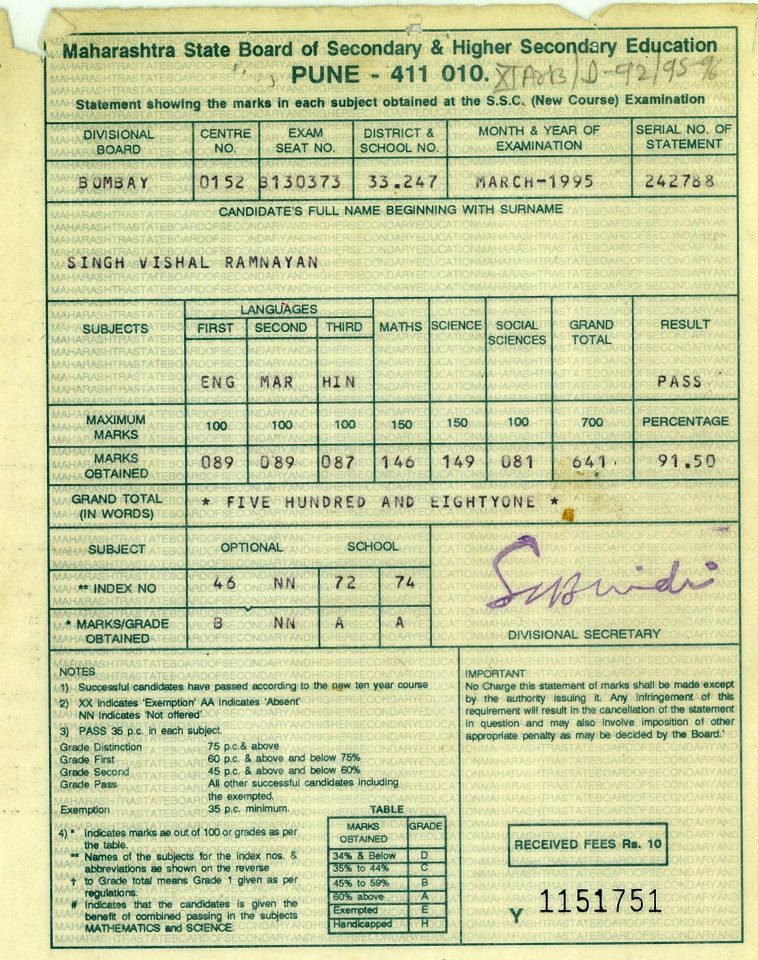 Maharashtra State Board of Secondary & Higher Secondary Education
PUNE - 411 010. XI Arts/D-92/95-96
Statement showing the marks in each subject obtained at the S.S.C. (New Course) Examination
DIVISIONAL BOARD CENTRE NO. EXAM SEAT NO. DISTRICT & SCHOOL NO. MONTH & YEAR OF EXAMINATION SERIAL NO. OF STATEMENT
BOMBAY 0152 B130373 33.247 MARCH-1995 242788
CANDIDATE'S FULL NAME BEGINNING WITH SURNAME
SINGH VISHAL RAMNAYAN
SUBJECTS LANGUAGES MATHS SCIENCE SOCIAL SCIENCES GRAND TOTAL RESULT
FIRST SECOND THIRD
ENG MAR HIN PASS
MAXIMUM MARKS 100 100 100 150 150 100 700 PERCENTAGE
MARKS OBTAINED 089 089 087 146 149 081 641 91.50
GRAND TOTAL (IN WORDS) * FIVE HUNDRED AND EIGHTYONE *
SUBJECT OPTIONAL SCHOOL
** INDEX NO 46 NN 72 74
* MARKS/GRADE OBTAINED B NN A A
DIVISIONAL SECRETARY
NOTES
1) Successful candidates have passed according to the new ten year course
2) XX indicates 'Exemption' AA Indicates 'Absent'
NN Indicates 'Not offered'
3) PASS 35 p.c. in each subject
Grade Distinction 75 p.c.& above
Grade First 60 p.c. & above and below 75%
Grade Second 45 p.c. & above and below 60%
Grade Pass All other successful candidates including
the exempted.
Exemption 35 p.c. minimum.
4) * Indicates marks ae out of 100 or grades as per
the table.
** Names of the subjects for the index nos. &
abbreviations ae shown on the reverse
† to Grade total means Grade 1 given as per
regulations.
# Indicates that the candidates is given the
benefit of combined passing in the subjects
MATHEMATICS and SCIENCE.
TABLE
MARKS OBTAINED GRADE
34% & Below D
35% to 44% C
45% to 59% B
60% above A
Exempted E
Handicapped H
IMPORTANT
No Charge this statement of marks shall be made except
by the authority issuing it. Any Infringement of this
requirement will result in the cancellation of the statement
in question and may also involve imposition of other
appropriate penalty as may be decided by the Board.'
RECEIVED FEES Rs. 10
Y 1151751